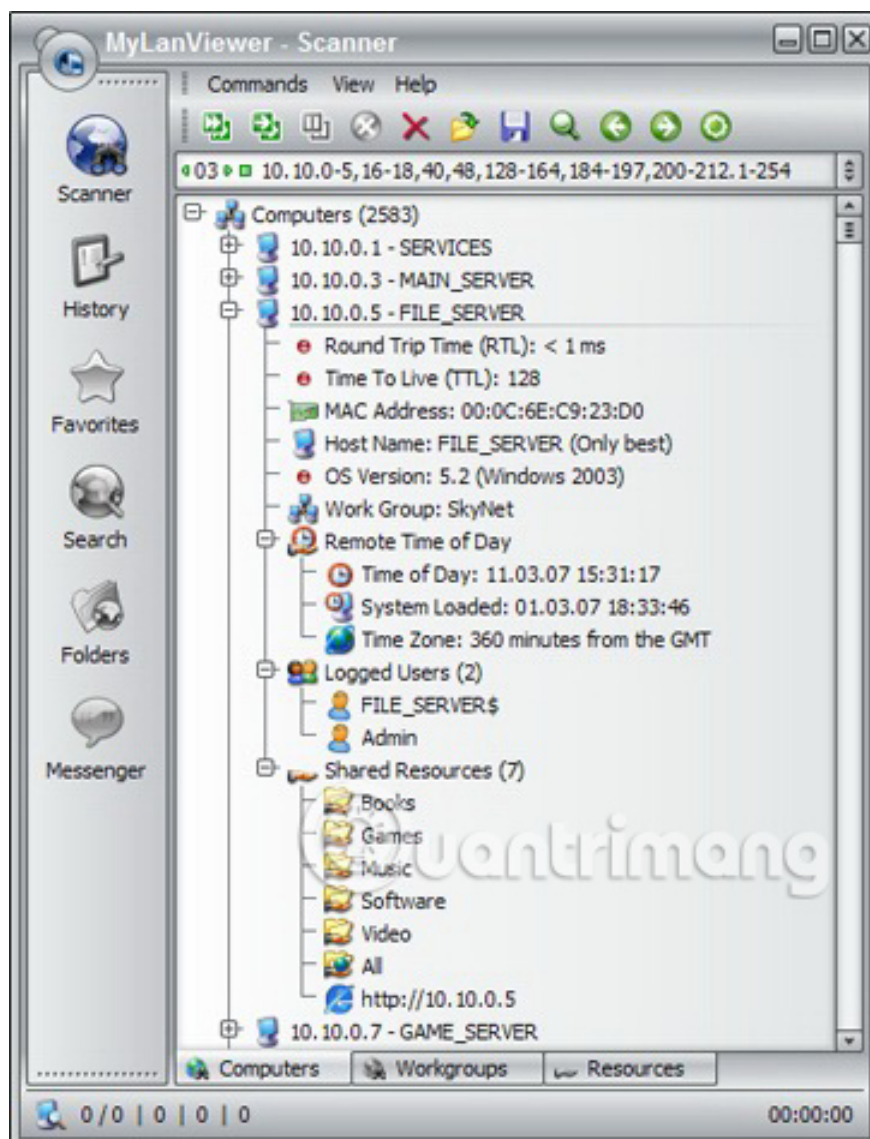 MyLanViewer - Scanner
Commands View Help
03 10.10.0-5,16-18,40,48,128-164,184-197,200-212.1-254
Scanner
History
Favorites
Search
Folders
Messenger
Computers (2583)
10.10.0.1 - SERVICES
10.10.0.3 - MAIN_SERVER
10.10.0.5 - FILE_SERVER
Round Trip Time (RTL): < 1 ms
Time To Live (TTL): 128
MAC Address: 00:0C:6E:C9:23:D0
Host Name: FILE_SERVER (Only best)
OS Version: 5.2 (Windows 2003)
Work Group: SkyNet
Remote Time of Day
Time of Day: 11.03.07 15:31:17
System Loaded: 01.03.07 18:33:46
Time Zone: 360 minutes from the GMT
Logged Users (2)
FILE_SERVER$
Admin
Shared Resources (7)
Books
Games
Music
Software
Video
All
http://10.10.0.5
10.10.0.7 - GAME_SERVER
Quantrimang
Computers Workgroups Resources
0/0 | 0 | 0 | 0
00:00:00